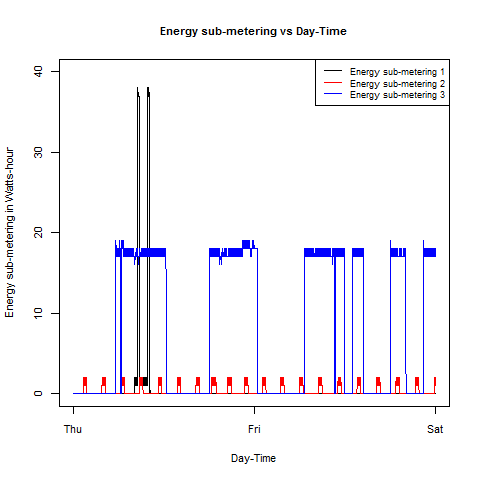 Energy sub-metering vs Day-Time
Energy sub-metering 1
Energy sub-metering 2
Energy sub-metering 3
Energy sub-metering in Watts-hour
40
30
20
10
0
Thu Fri Sat
Day-Time